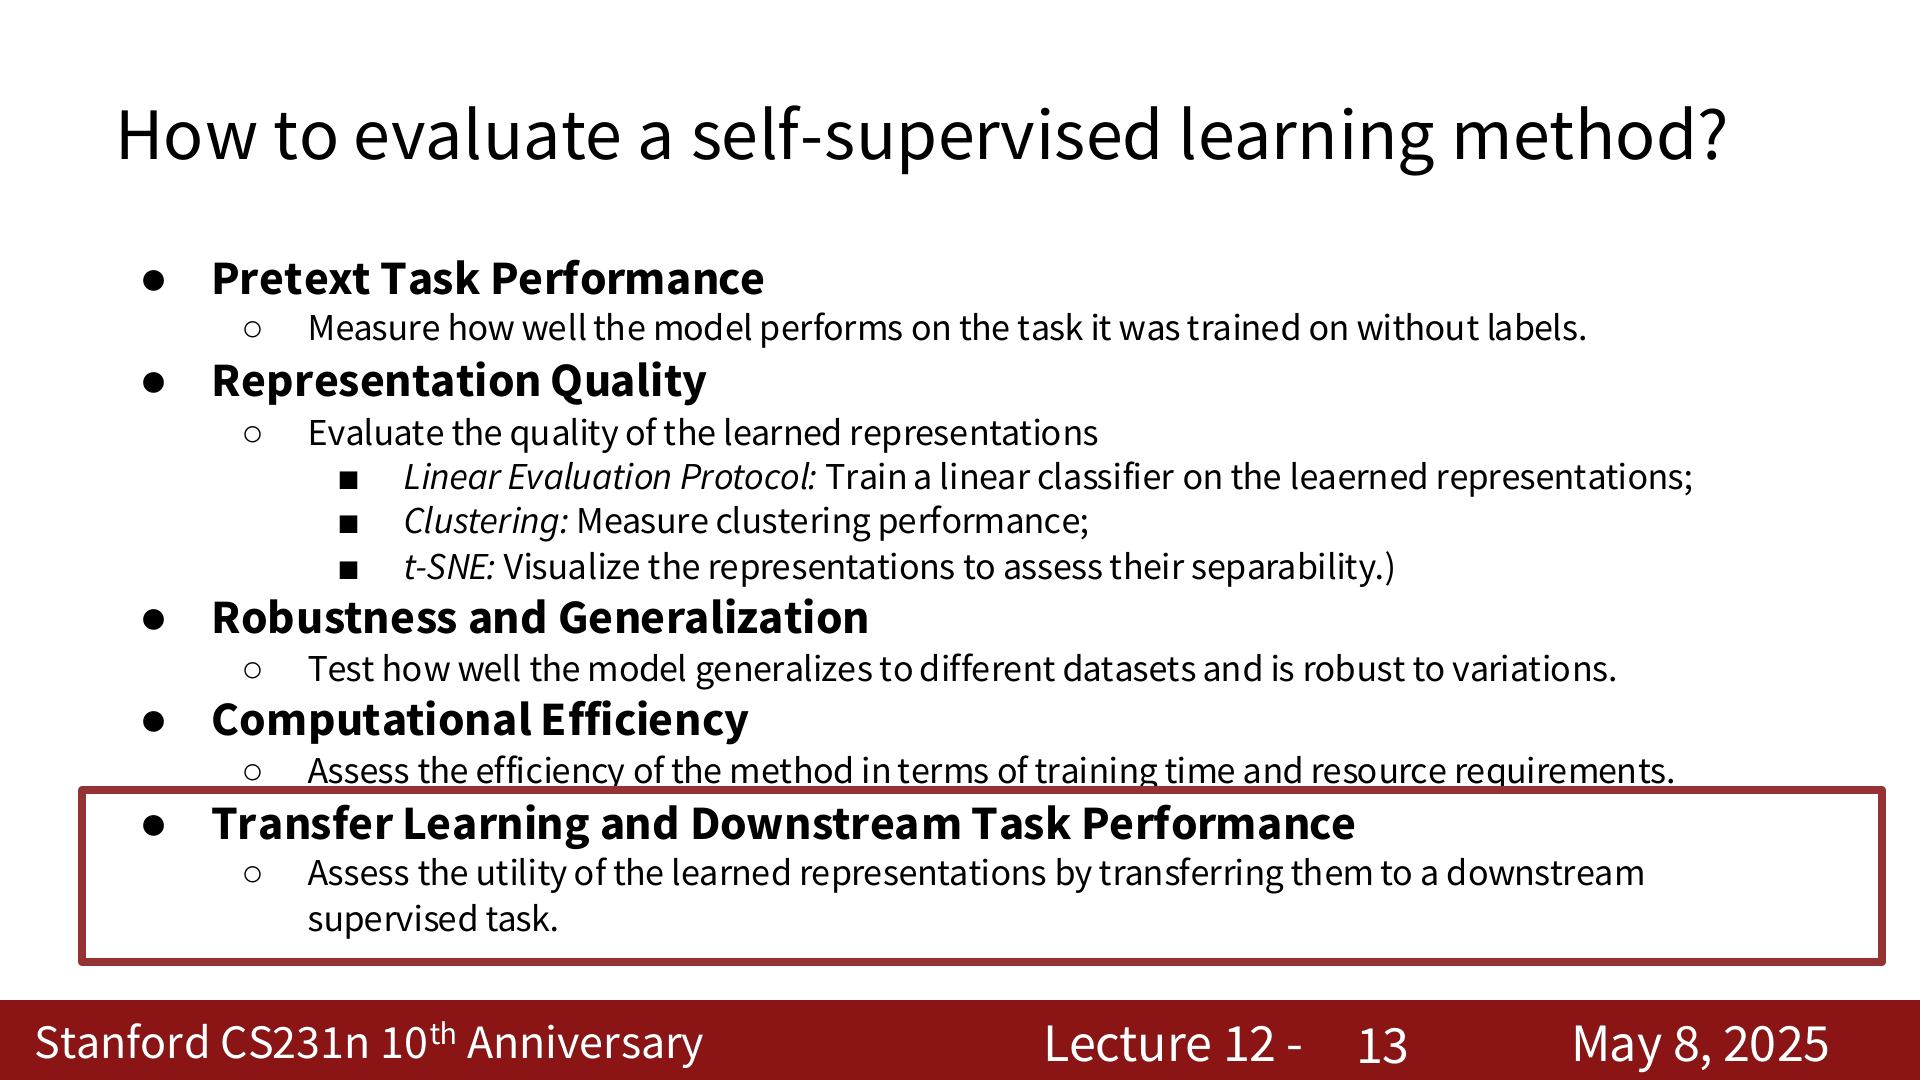 How to evaluate a self-supervised learning method?
● Pretext Task Performance
○ Measure how well the model performs on the task it was trained on without labels.
● Representation Quality
○ Evaluate the quality of the learned representations
■ Linear Evaluation Protocol: Train a linear classifier on the leaerned representations;
■ Clustering: Measure clustering performance;
■ t-SNE: Visualize the representations to assess their separability.)
● Robustness and Generalization
○ Test how well the model generalizes to different datasets and is robust to variations.
● Computational Efficiency
○ Assess the efficiency of the method in terms of training time and resource requirements.
● Transfer Learning and Downstream Task Performance
○ Assess the utility of the learned representations by transferring them to a downstream
supervised task.
Stanford CS231n 10th Anniversary Lecture 12 - 13 May 8, 2025